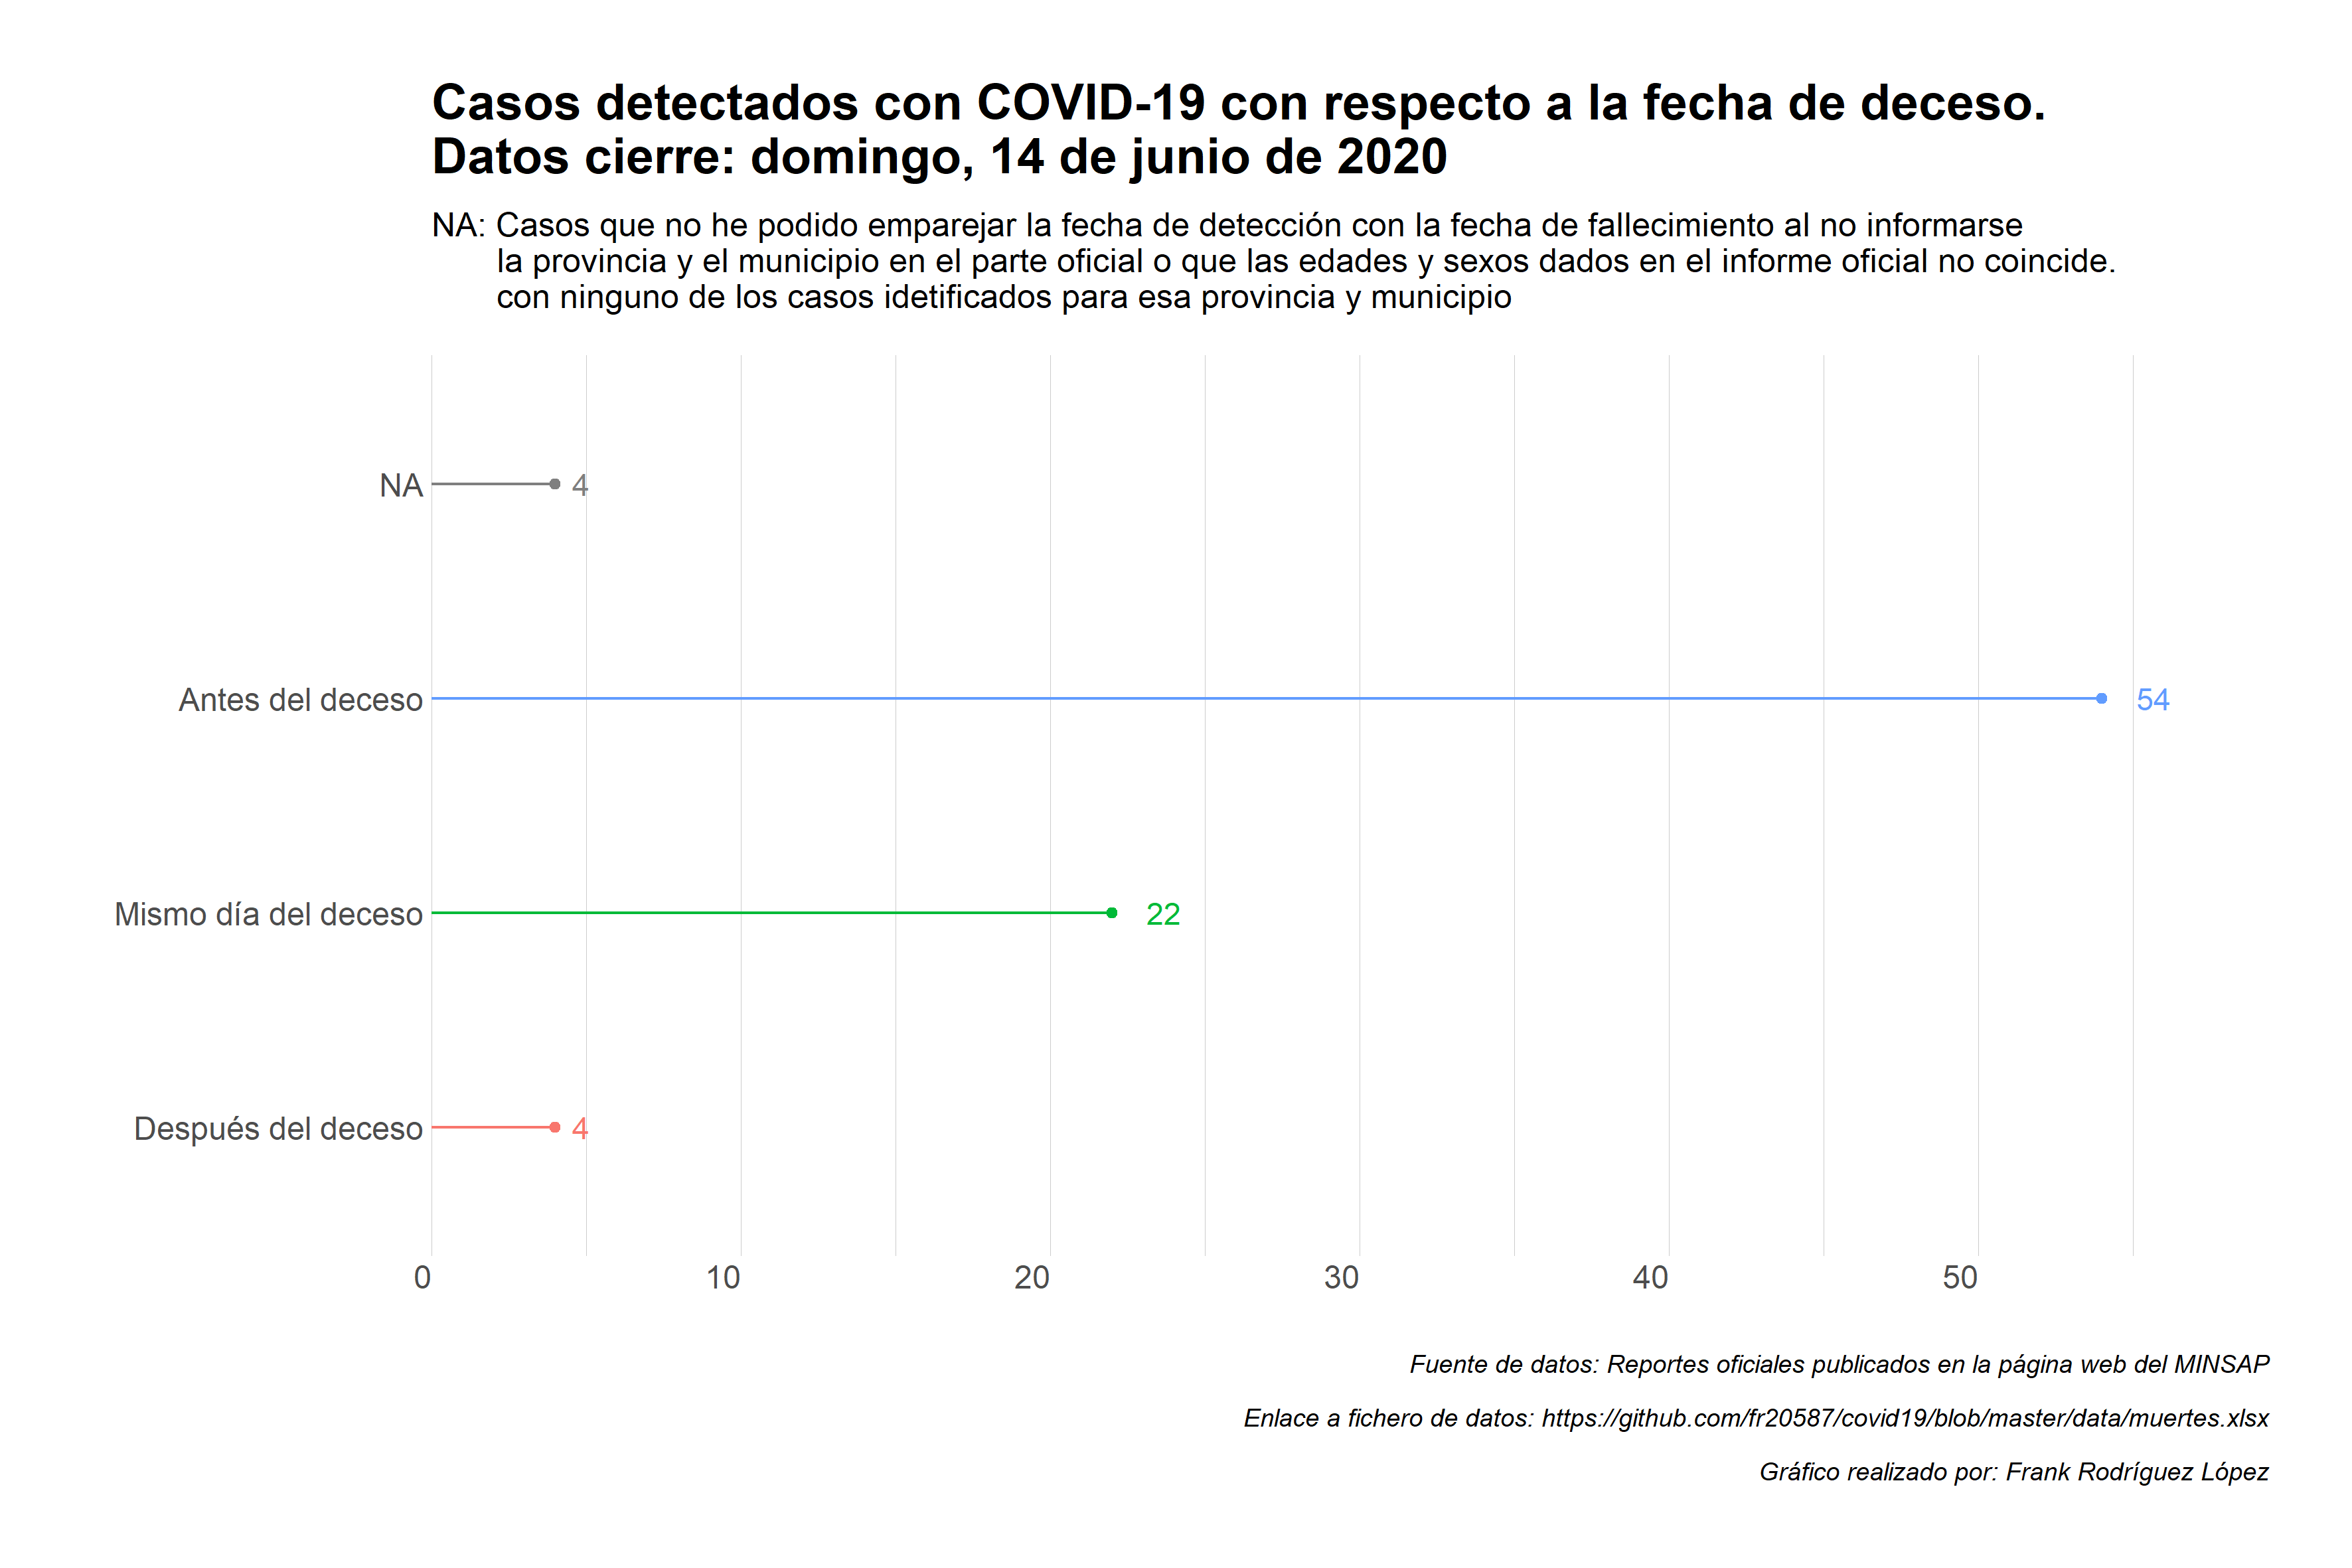 Casos detectados con COVID-19 con respecto a la fecha de deceso.
Datos cierre: domingo, 14 de junio de 2020
NA: Casos que no he podido emparejar la fecha de detección con la fecha de fallecimiento al no informarse
la provincia y el municipio en el parte oficial o que las edades y sexos dados en el informe oficial no coincide.
con ninguno de los casos idetificados para esa provincia y municipio
NA 4
Antes del deceso 54
Mismo día del deceso 22
Después del deceso 4
0 10 20 30 40 50
Fuente de datos: Reportes oficiales publicados en la página web del MINSAP
Enlace a fichero de datos: https://github.com/fr20587/covid19/blob/master/data/muertes.xlsx
Gráfico realizado por: Frank Rodríguez López